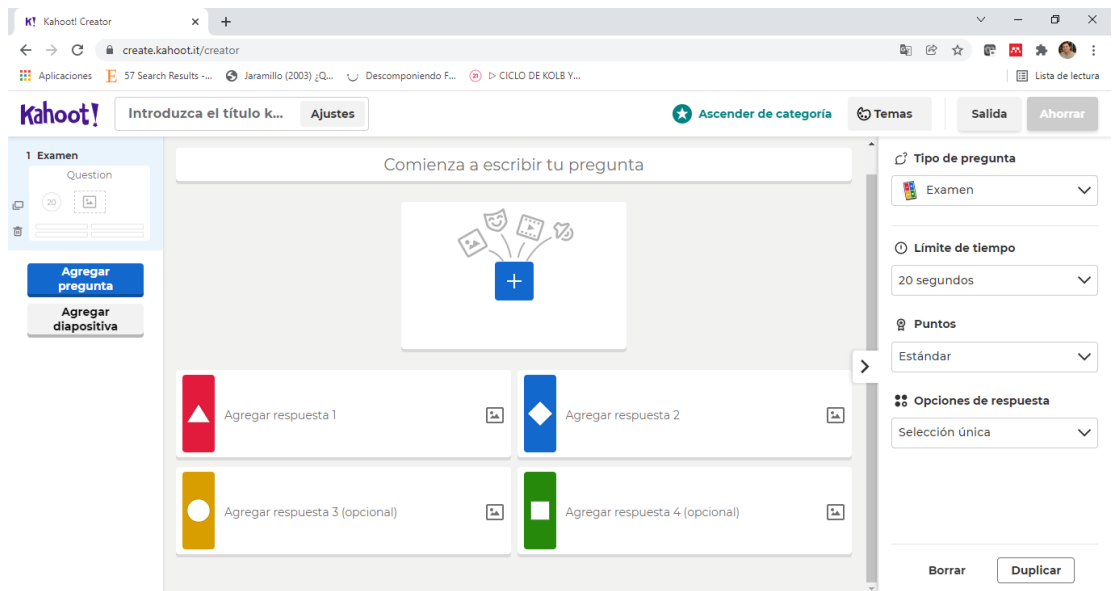 K! Kahoot! Creator
create.kahoot.it/creator
Aplicaciones
57 Search Results -...
Jaramillo (2003) ¿Q...
Descomponiendo F...
21
▷ CICLO DE KOLB Y...
Lista de lectura
Kahoot!
Introduzca el título k...
Ajustes
Ascender de categoría
Temas
Salida
Ahorrar
1 Examen
Question
20
Agregar
pregunta
Agregar
diapositiva
Comienza a escribir tu pregunta
Agregar respuesta 1
Agregar respuesta 2
Agregar respuesta 3 (opcional)
Agregar respuesta 4 (opcional)
Tipo de pregunta
Examen
Límite de tiempo
20 segundos
Puntos
Estándar
Opciones de respuesta
Selección única
Borrar
Duplicar